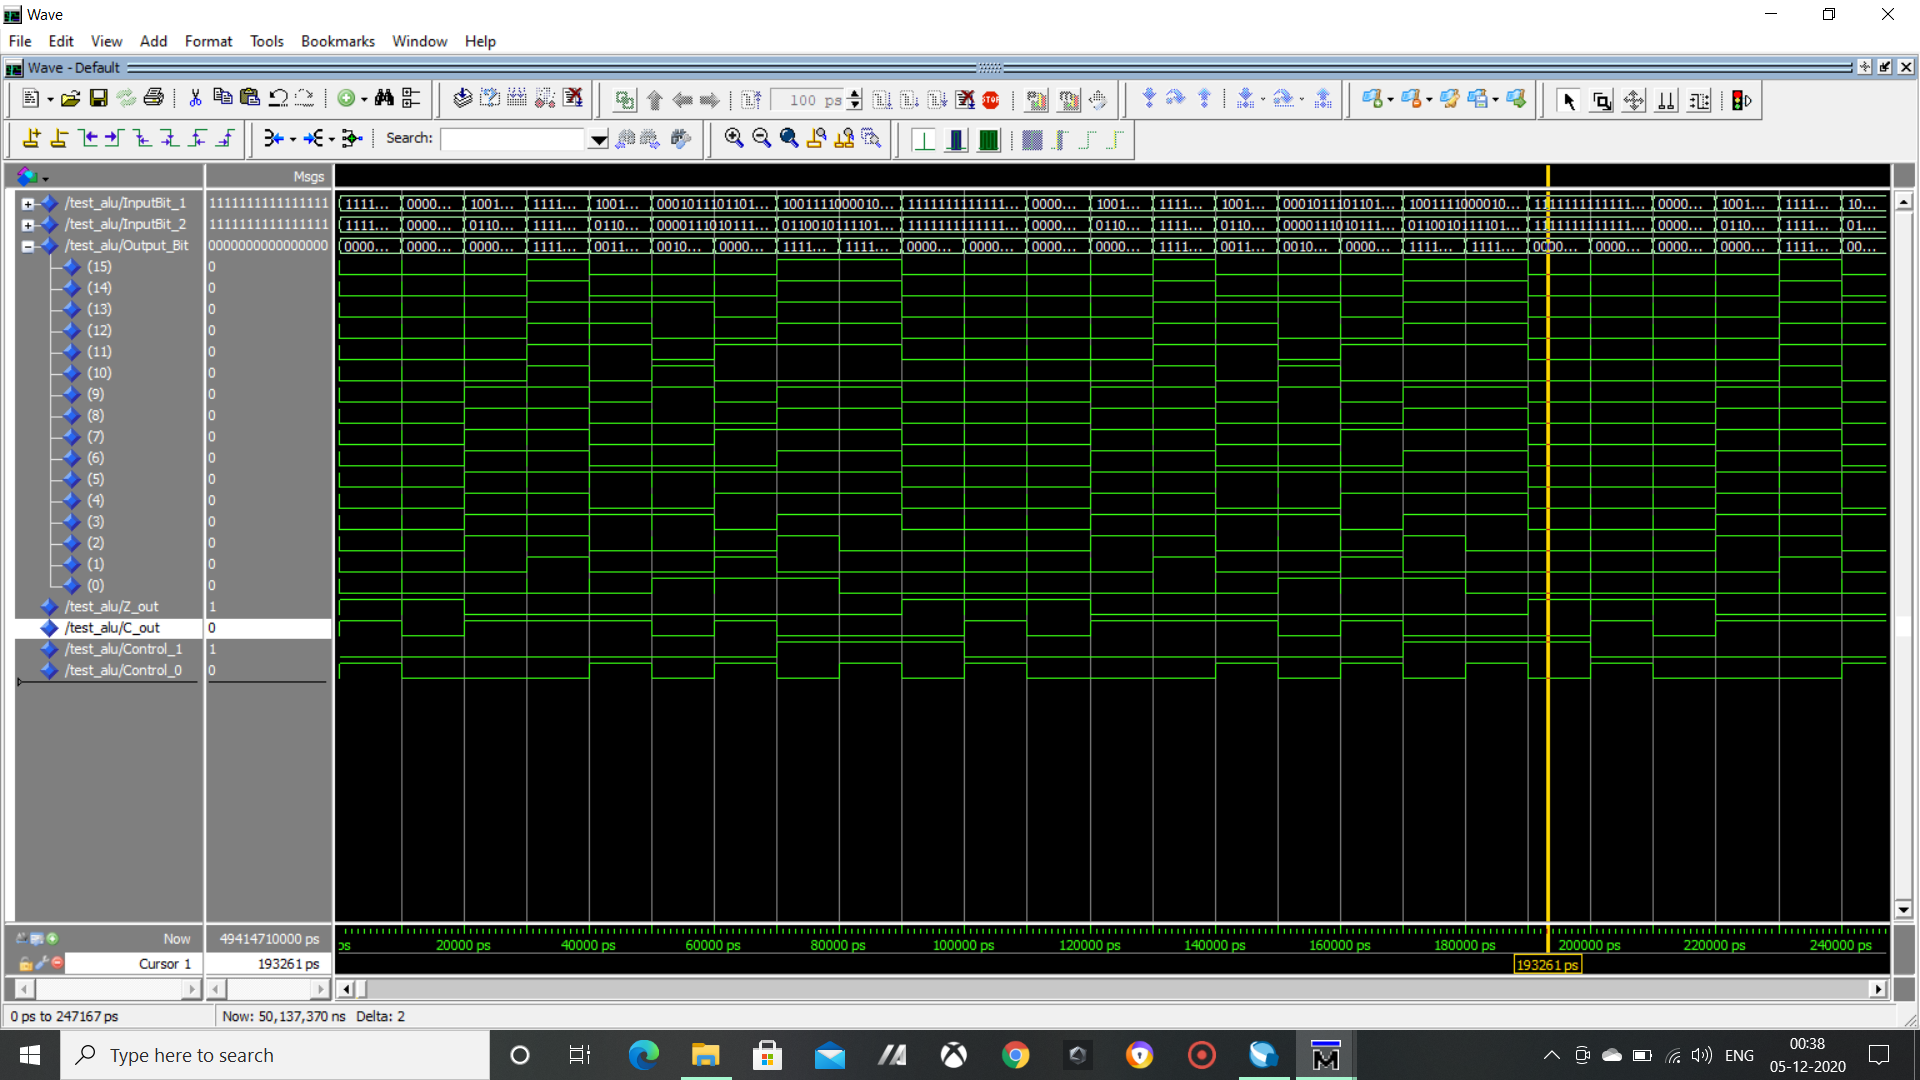 Wave
File Edit View Add Format Tools Bookmarks Window Help
Wave - Default
100 ps
STOP
Search:
Msgs
/test_alu/InputBit_1 1111111111111111 1111... 0000... 1001... 1111... 1001... 0001011101101... 1001111000010... 1111111111111... 0000... 1001... 1111... 1001... 0001011101101... 1001111000010... 1111111111111... 0000... 1001... 1111... 10...
/test_alu/InputBit_2 1111111111111111 1111... 0000... 0110... 1111... 0110... 0000111010111... 0110010111101... 1111111111111... 0000... 0110... 1111... 0110... 0000111010111... 0110010111101... 1111111111111... 0000... 0110... 1111... 01...
/test_alu/Output_Bit 0000000000000000 0000... 0000... 0000... 1111... 0011... 0010... 0000... 1111... 1111... 0000... 0000... 0000... 0000... 1111... 0011... 0010... 0000... 1111... 1111... 0000... 0000... 0000... 0000... 1111... 00...
(15) 0
(14) 0
(13) 0
(12) 0
(11) 0
(10) 0
(9) 0
(8) 0
(7) 0
(6) 0
(5) 0
(4) 0
(3) 0
(2) 0
(1) 0
(0) 0
/test_alu/Z_out 1
/test_alu/C_out 0
/test_alu/Control_1 1
/test_alu/Control_0 0
Now 49414710000 ps ps 20000 ps 40000 ps 60000 ps 80000 ps 100000 ps 120000 ps 140000 ps 160000 ps 180000 ps 200000 ps 220000 ps 240000 ps
Cursor 1 193261 ps 193261 ps
0 ps to 247167 ps Now: 50,137,370 ns Delta: 2
Type here to search
ENG
00:38
05-12-2020